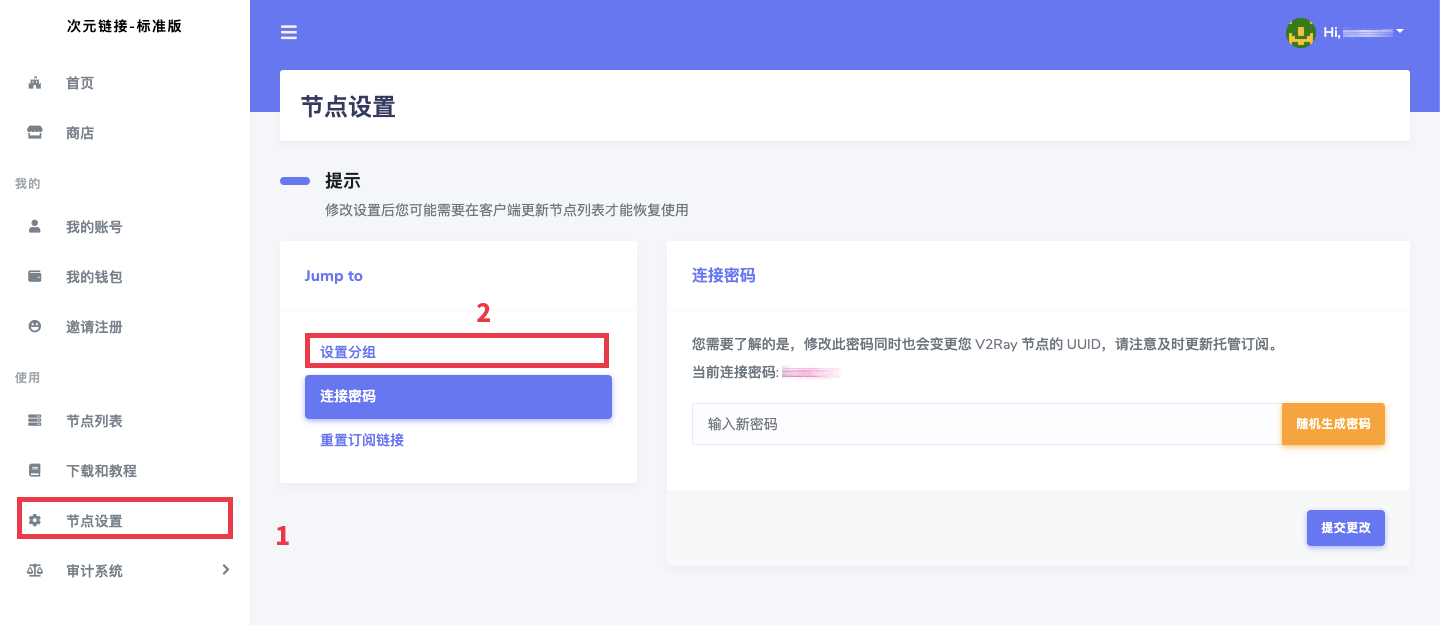 次元链接-标准版
首页
商店
我的
我的账号
我的钱包
邀请注册
使用
节点列表
下载和教程
节点设置
审计系统
1
Hi,
节点设置
提示
修改设置后您可能需要在客户端更新节点列表才能恢复使用
Jump to
2
设置分组
连接密码
重置订阅链接
连接密码
您需要了解的是，修改此密码同时也会变更您 V2Ray 节点的 UUID，请注意及时更新托管订阅。
当前连接密码:
输入新密码
随机生成密码
提交更改